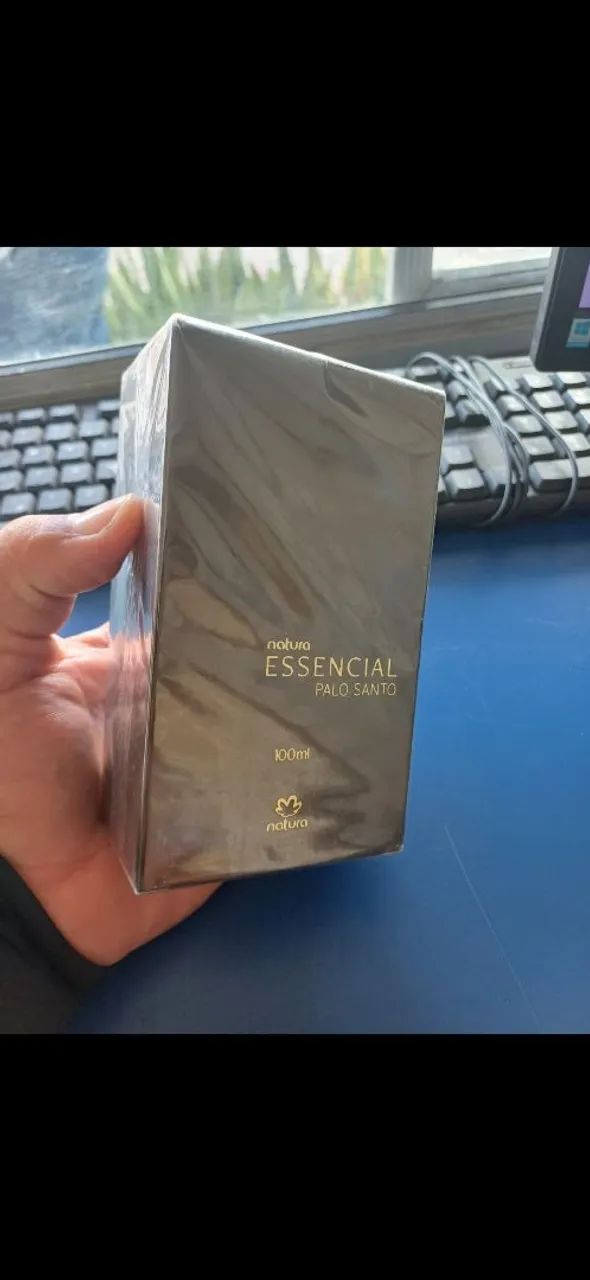 natura
ESSENCIAL
PALO SANTO
100ml
natura